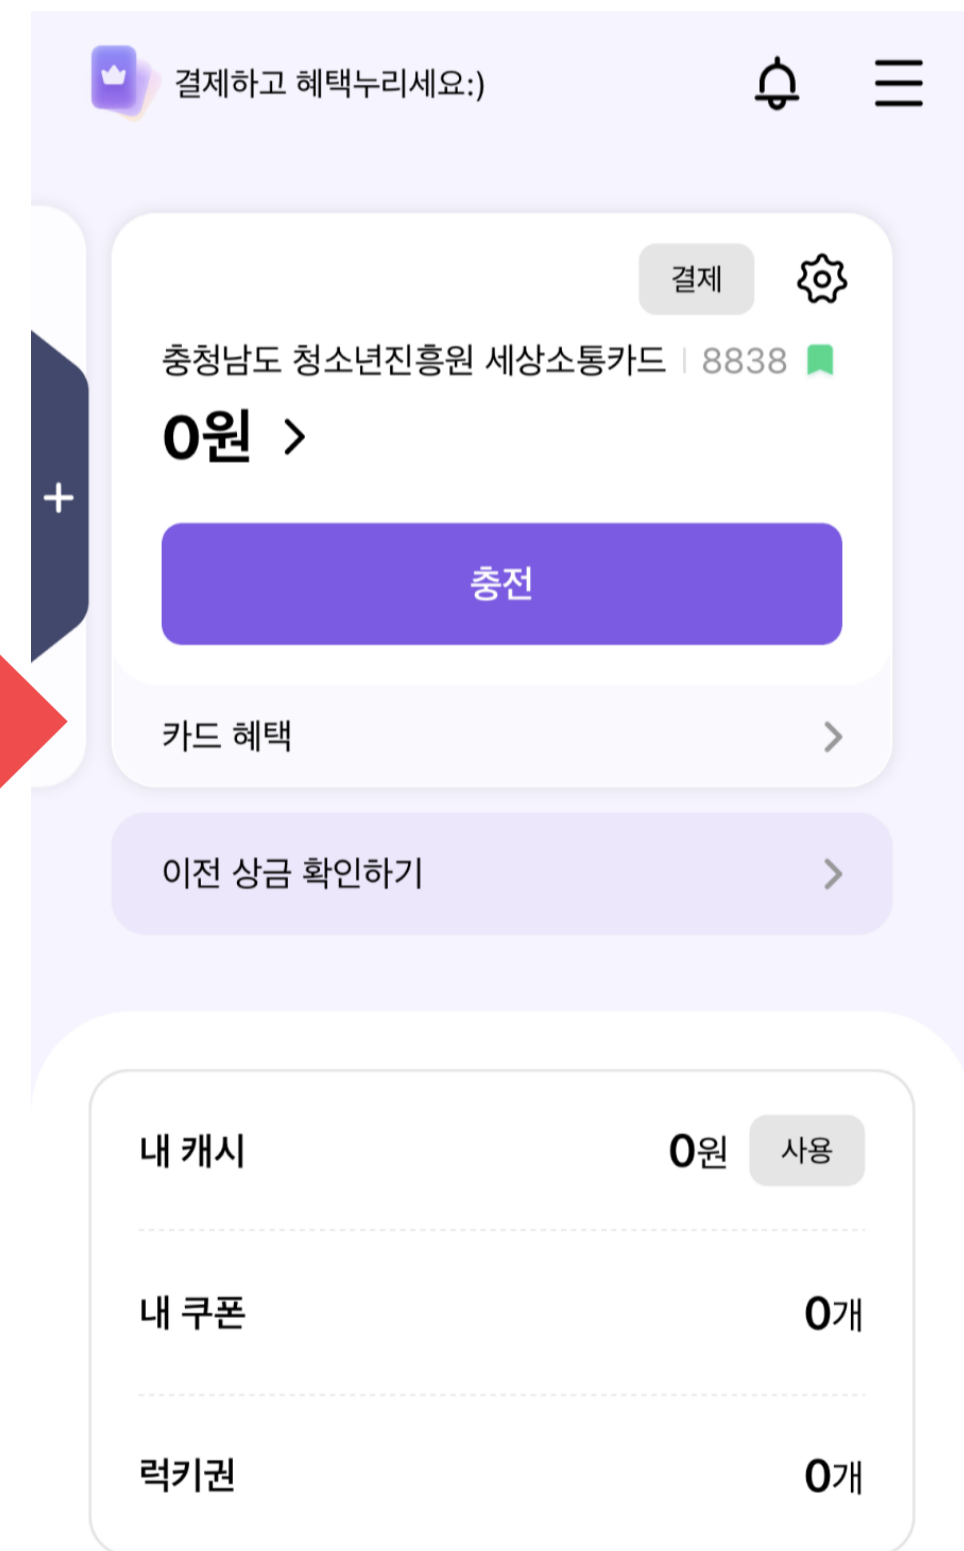 결제하고 혜택누리세요:)
결제
충청남도 청소년진흥원 세상소통카드 | 8838
0원 >
+
충전
카드 혜택 >
이전 상금 확인하기 >
내 캐시 0원 사용
내 쿠폰 0개
럭키권 0개